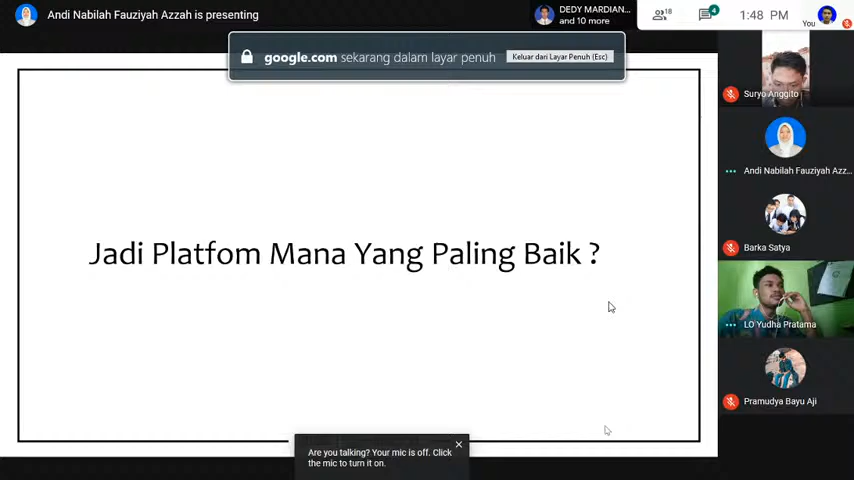 Andi Nabilah Fauziyah Azzah is presenting
DEDY MARDIAN...
and 10 more
18
4
1:48 PM
You
google.com sekarang dalam layar penuh
Keluar dari Layar Penuh (Esc)
Suryo Anggito
Andi Nabilah Fauziyah Azz...
Jadi Platfom Mana Yang Paling Baik ?
Barka Satya
LO Yudha Pratama
Pramudya Bayu Aji
Are you talking? Your mic is off. Click
the mic to turn it on.